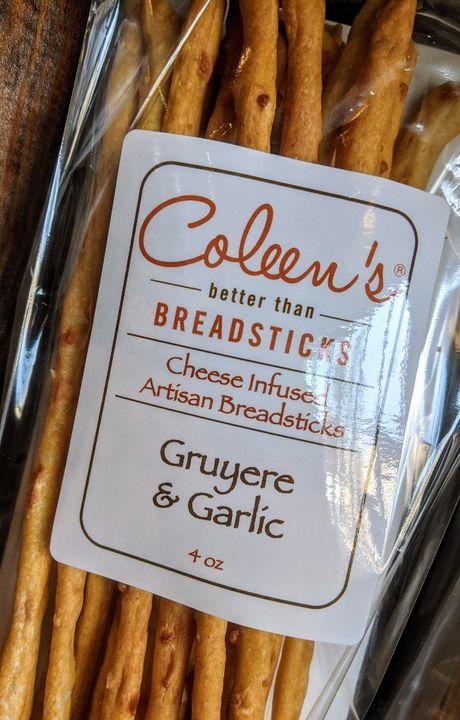 Coleen's®
better than
BREADSTICKS
Cheese Infused
Artisan Breadsticks
Gruyere
& Garlic
4 oz